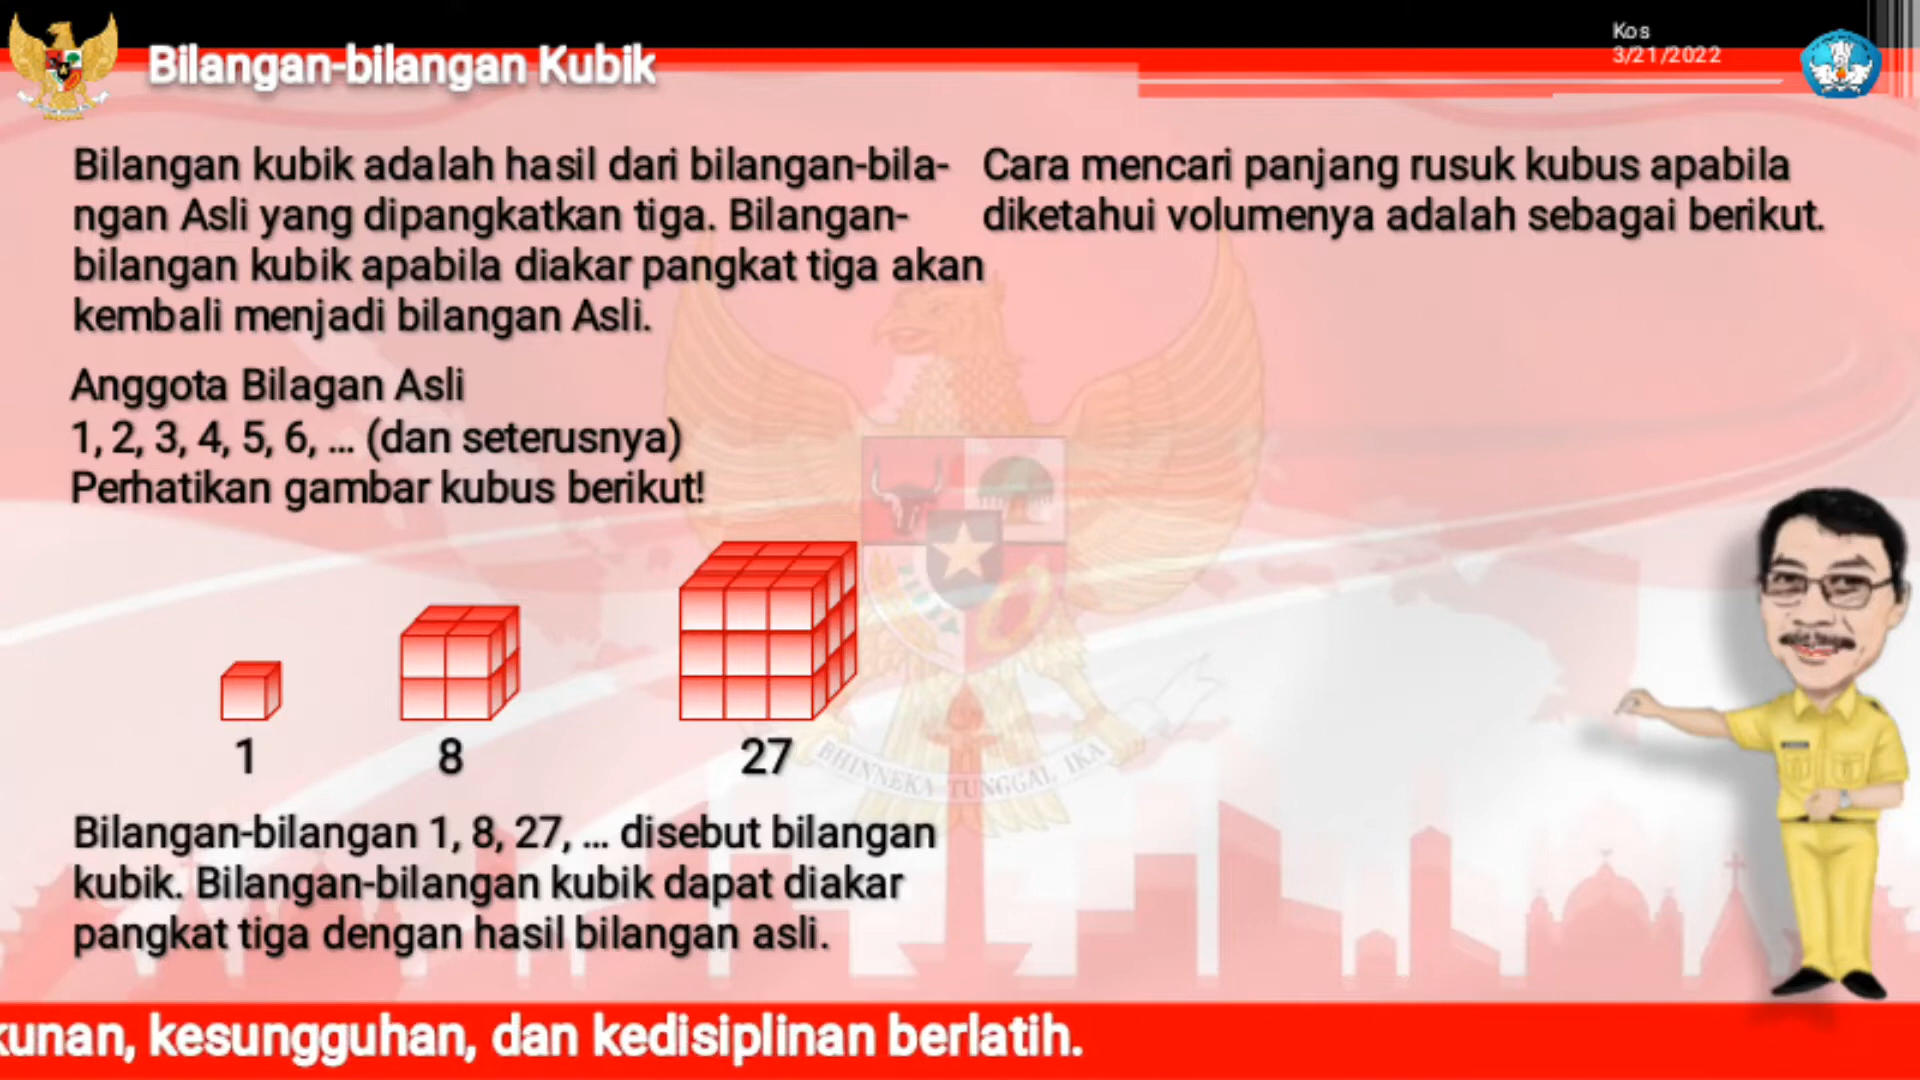 Kos
3/21/2022
Bilangan-bilangan Kubik
Bilangan kubik adalah hasil dari bilangan-bila-
ngan Asli yang dipangkatkan tiga. Bilangan-
bilangan kubik apabila diakar pangkat tiga akan
kembali menjadi bilangan Asli.
Anggota Bilagan Asli
1, 2, 3, 4, 5, 6, ... (dan seterusnya)
Perhatikan gambar kubus berikut!
1 8 27
Bilangan-bilangan 1, 8, 27, ... disebut bilangan
kubik. Bilangan-bilangan kubik dapat diakar
pangkat tiga dengan hasil bilangan asli.
Cara mencari panjang rusuk kubus apabila
diketahui volumenya adalah sebagai berikut.
BHINNEKA TUNGGAL IKA
kunan, kesungguhan, dan kedisiplinan berlatih.